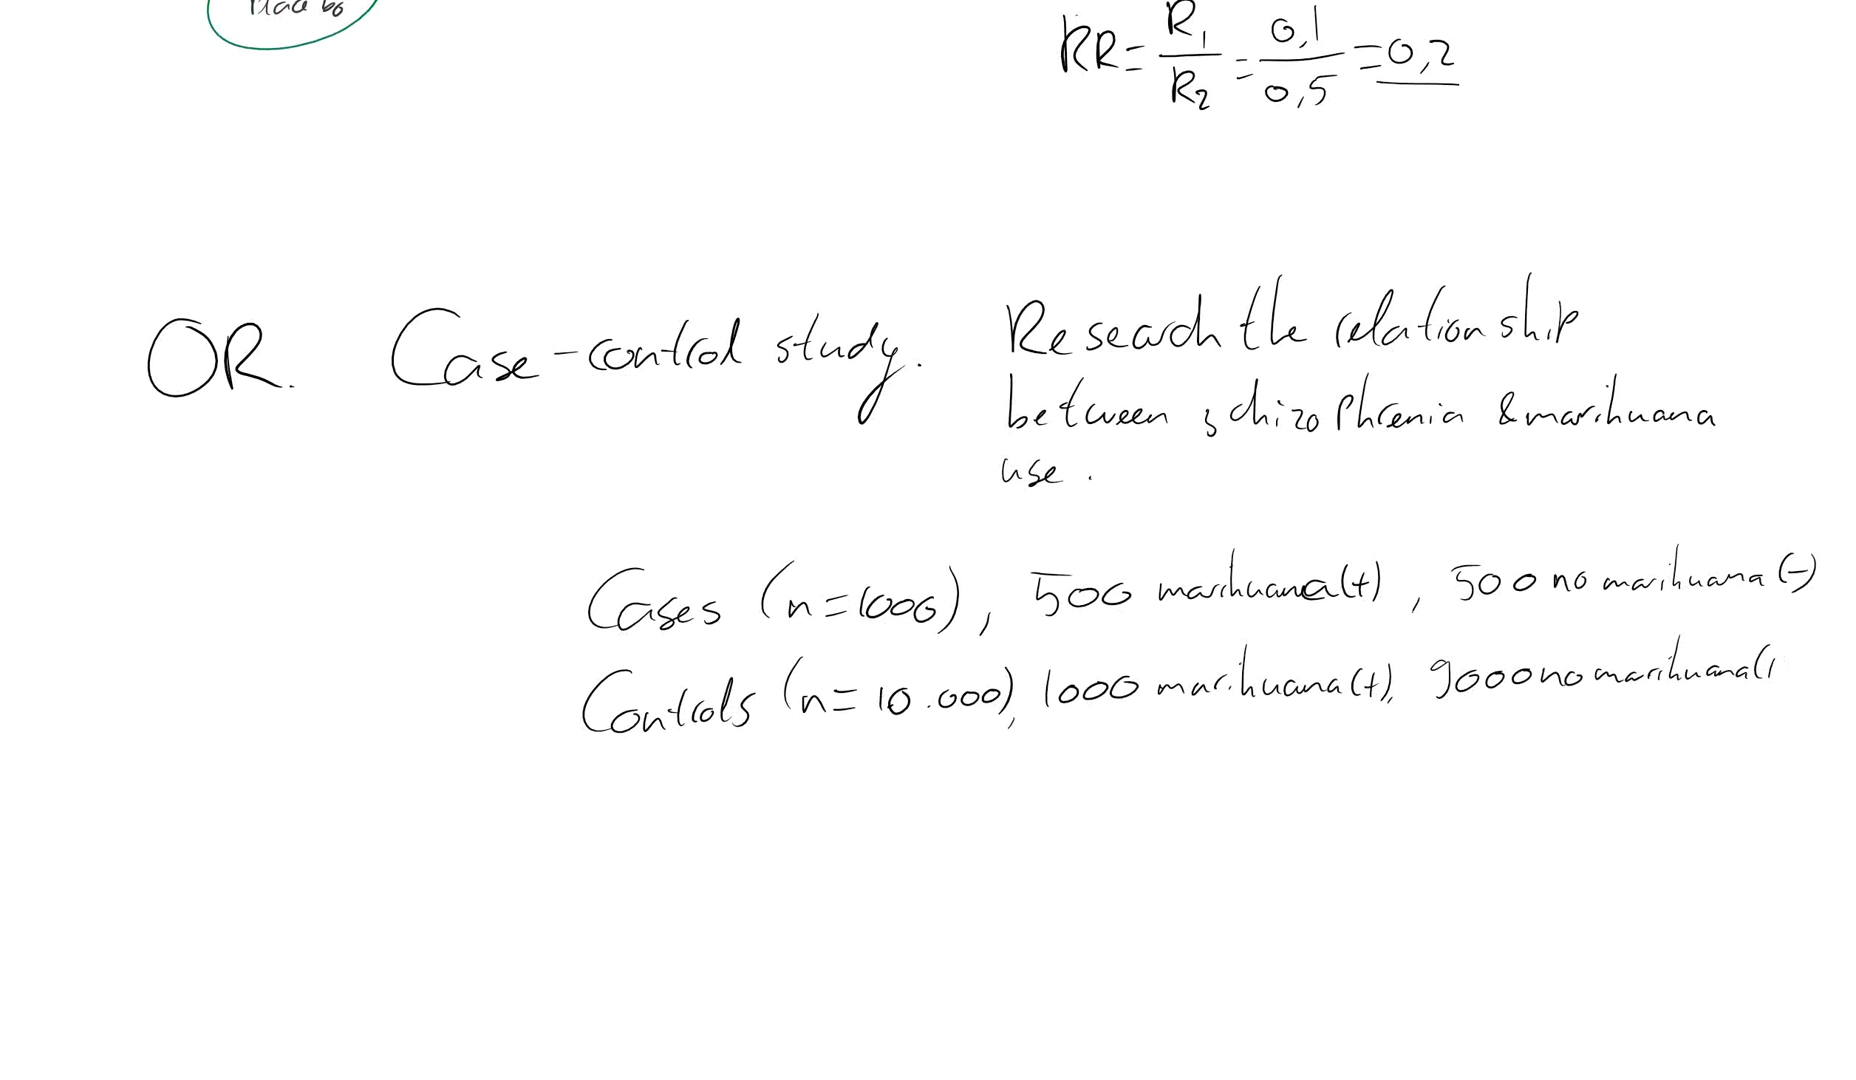 Placebo
RR = R1/R2 = 0,1/0,5 = 0,2
OR. Case-control study. Research the relationship
between schizophrenia & marihuana
use.
Cases (n=1000), 500 marihuana(+), 500 no marihuana (-)
Controls (n=10.000), 1000 marihuana(+), 9000 no marihuana(